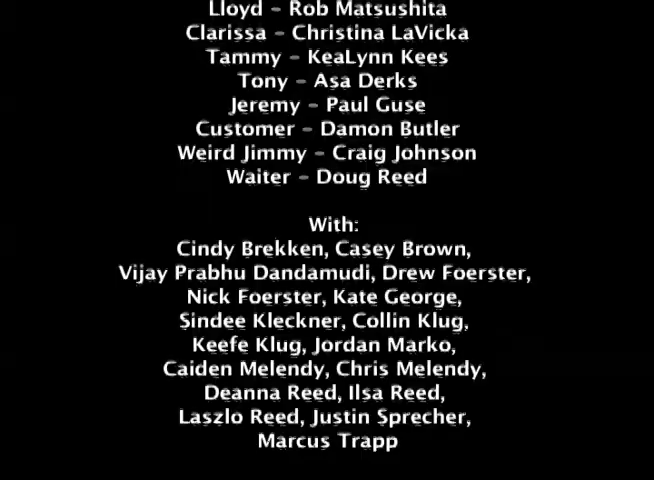 Lloyd – Rob Matsushita
Clarissa – Christina LaVicka
Tammy – KeaLynn Kees
Tony – Asa Derks
Jeremy – Paul Guse
Customer – Damon Butler
Weird Jimmy – Craig Johnson
Waiter – Doug Reed
With:
Cindy Brekken, Casey Brown,
Vijay Prabhu Dandamudi, Drew Foerster,
Nick Foerster, Kate George,
Sindee Kleckner, Collin Klug,
Keefe Klug, Jordan Marko,
Caiden Melendy, Chris Melendy,
Deanna Reed, Ilsa Reed,
Laszlo Reed, Justin Sprecher,
Marcus Trapp